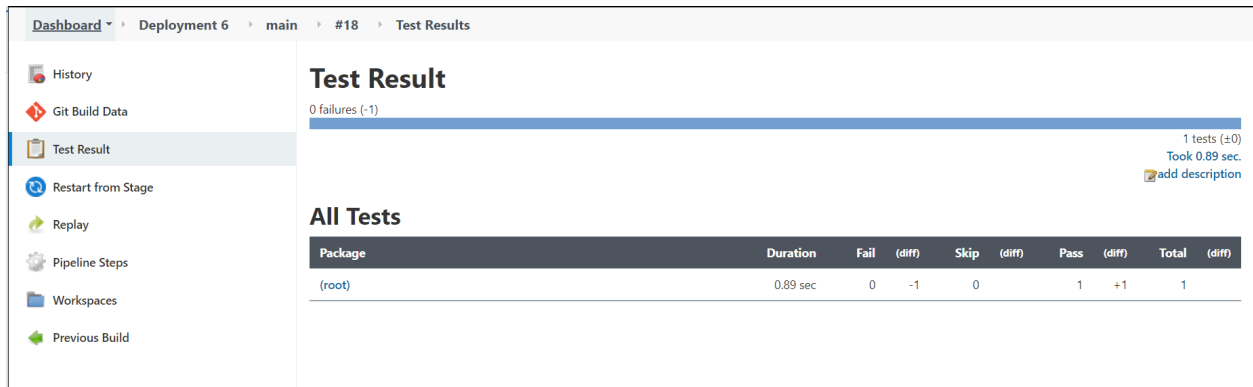 Dashboard Deployment 6 main #18 Test Results
History
Git Build Data
Test Result
Restart from Stage
Replay
Pipeline Steps
Workspaces
Previous Build
Test Result
0 failures (-1)
1 tests (±0)
Took 0.89 sec.
add description
All Tests
Package Duration Fail (diff) Skip (diff) Pass (diff) Total (diff)
(root) 0.89 sec 0 -1 0 1 +1 1